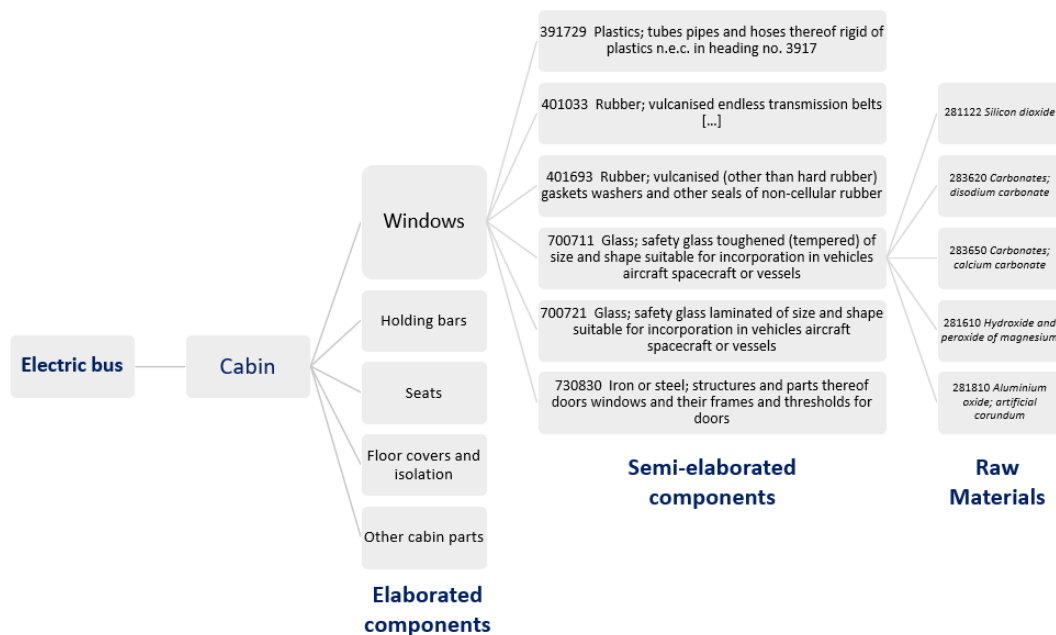 Electric bus
Cabin
Windows
Holding bars
Seats
Floor covers and
isolation
Other cabin parts
Elaborated
components
391729 Plastics; tubes pipes and hoses thereof rigid of
plastics n.e.c. in heading no. 3917
401033 Rubber; vulcanised endless transmission belts
[...]
401693 Rubber; vulcanised (other than hard rubber)
gaskets washers and other seals of non-cellular rubber
700711 Glass; safety glass toughened (tempered) of
size and shape suitable for incorporation in vehicles
aircraft spacecraft or vessels
700721 Glass; safety glass laminated of size and shape
suitable for incorporation in vehicles aircraft
spacecraft or vessels
730830 Iron or steel; structures and parts thereof
doors windows and their frames and thresholds for
doors
Semi-elaborated
components
281122 Silicon dioxide
283620 Carbonates;
disodium carbonate
283650 Carbonates;
calcium carbonate
281610 Hydroxide and
peroxide of magnesium
281810 Aluminium
oxide; artificial
corundum
Raw
Materials